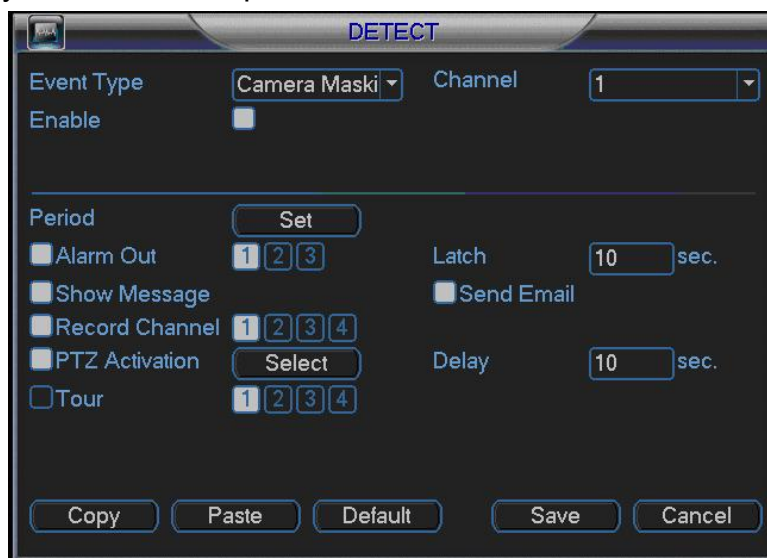 DETECT
Event Type Camera Maski Channel 1
Enable
Period Set
Alarm Out 1 2 3 Latch 10 sec.
Show Message Send Email
Record Channel 1 2 3 4
PTZ Activation Select Delay 10 sec.
Tour 1 2 3 4
Copy Paste Default Save Cancel